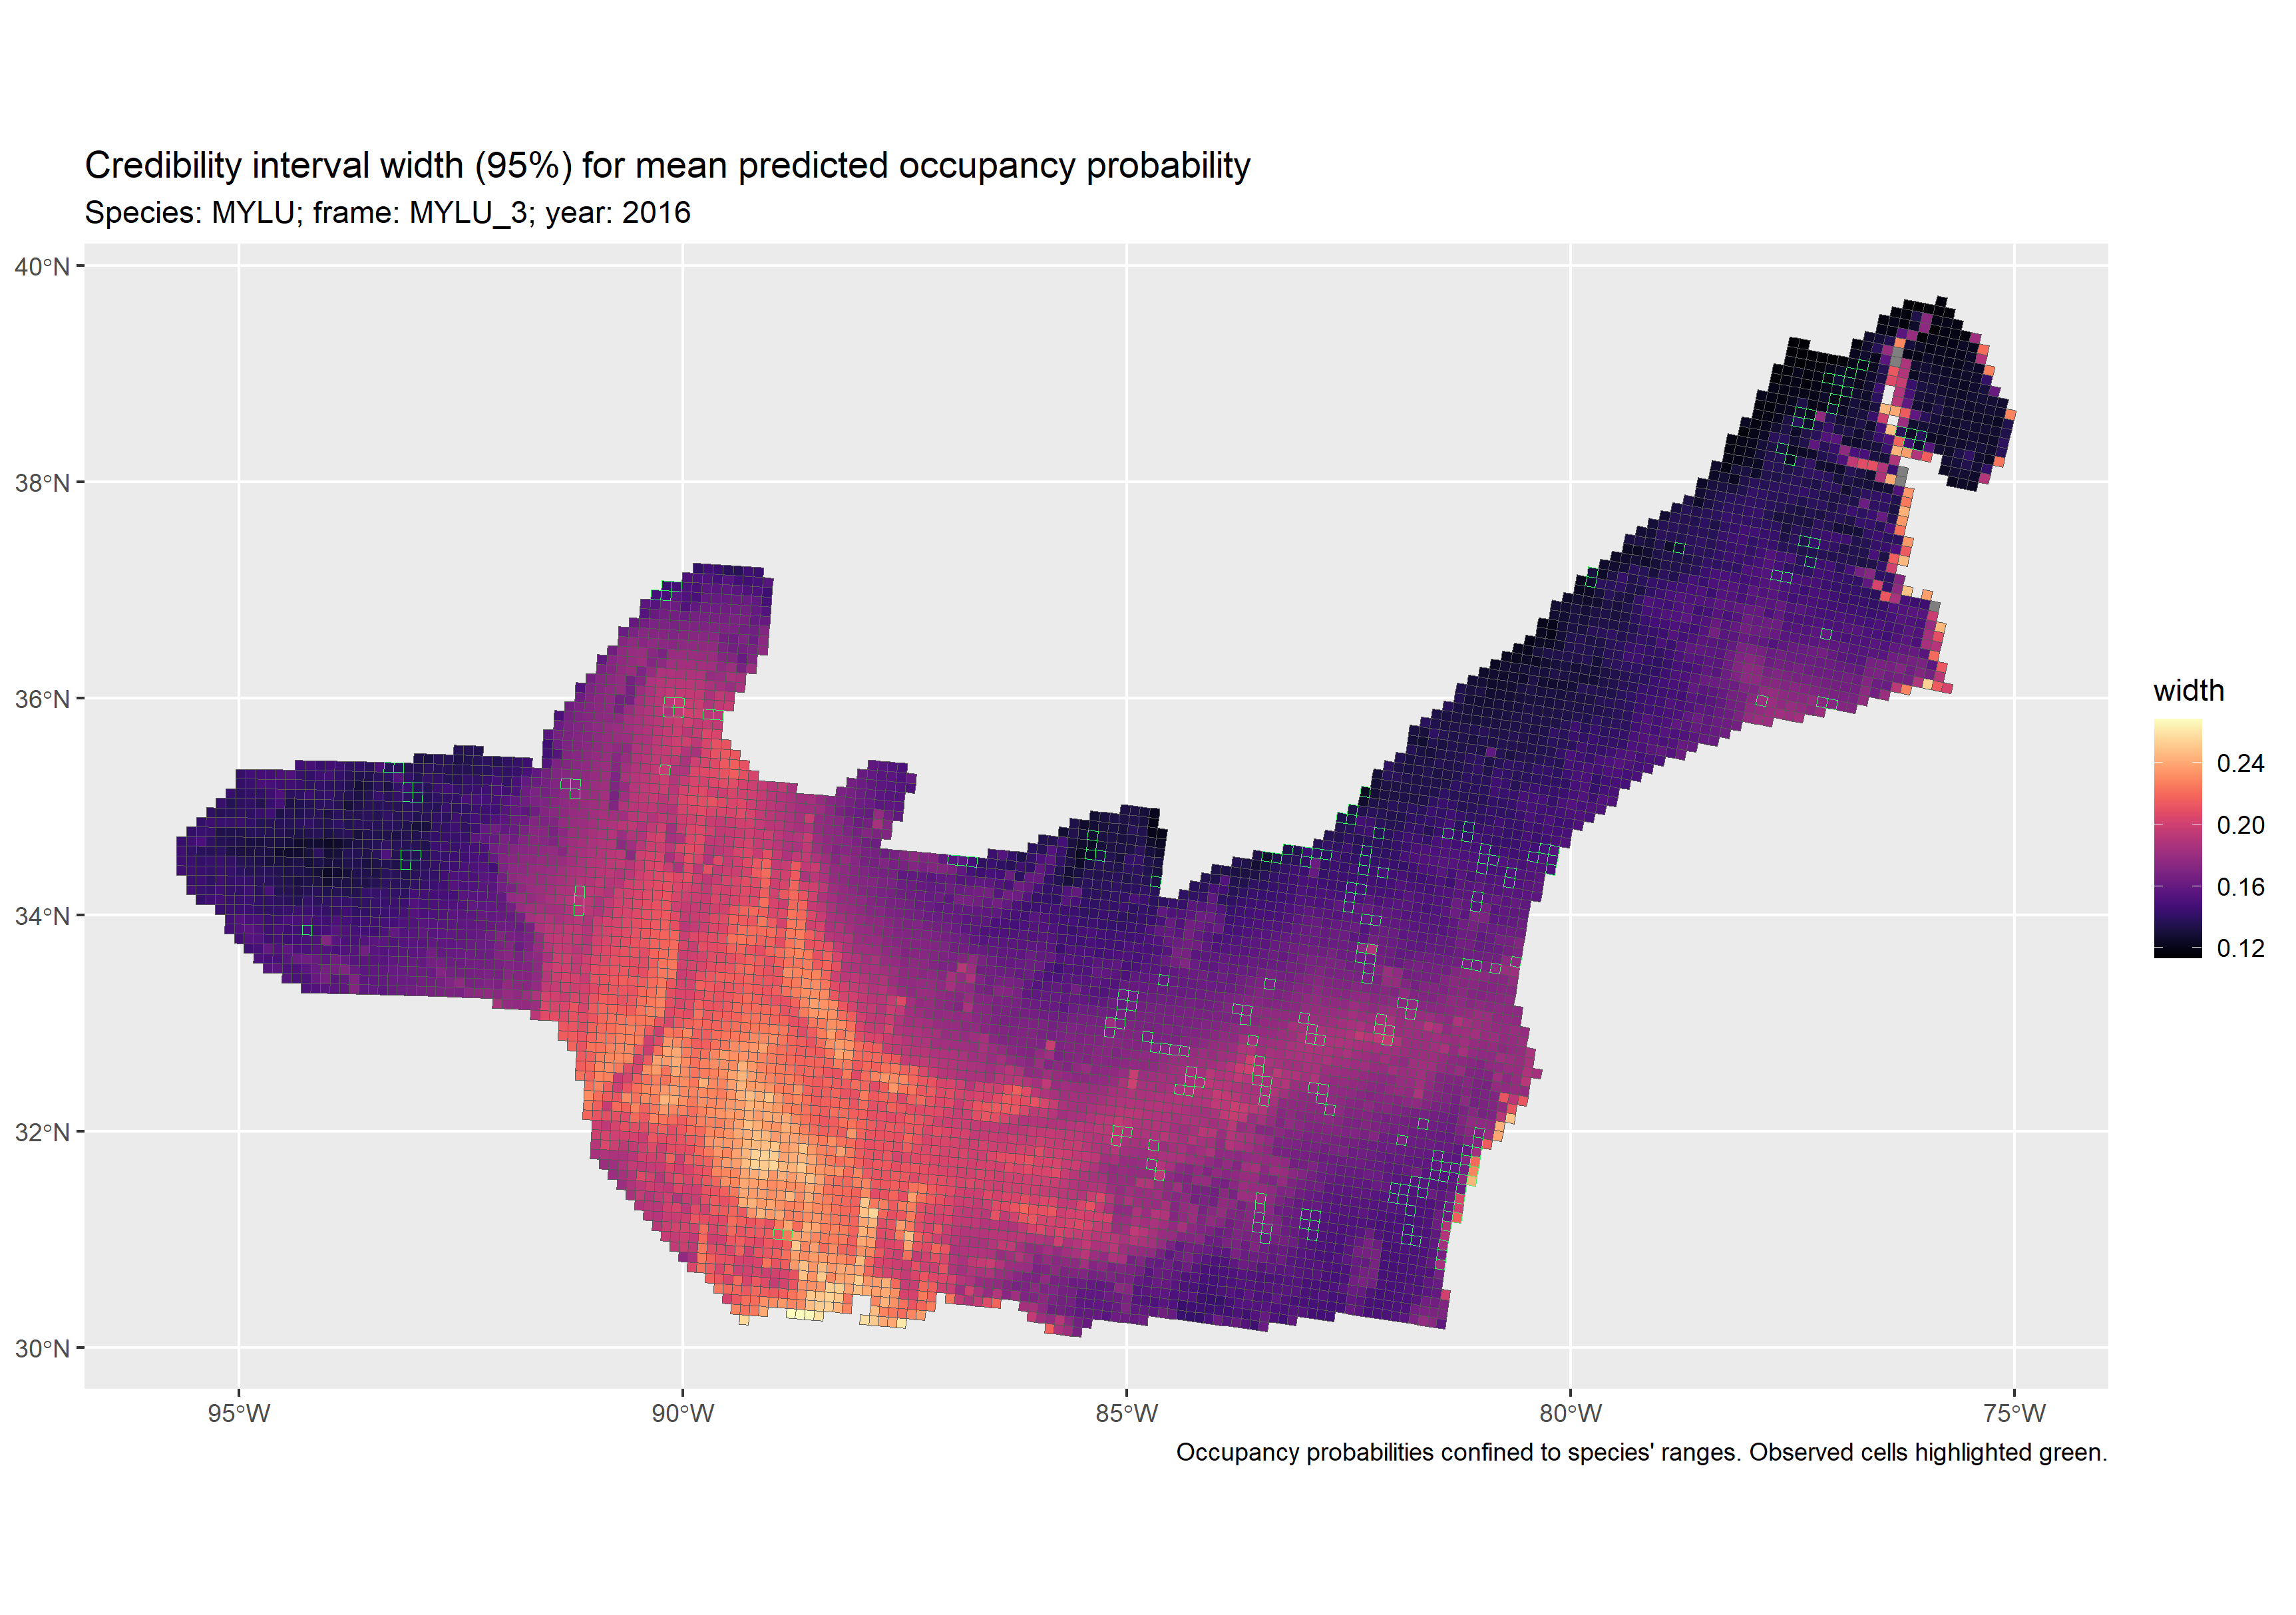 Credibility interval width (95%) for mean predicted occupancy probability
Species: MYLU; frame: MYLU_3; year: 2016
40°N
38°N
36°N
34°N
32°N
30°N
95°W
90°W
85°W
80°W
75°W
width
0.24
0.20
0.16
0.12
Occupancy probabilities confined to species' ranges. Observed cells highlighted green.